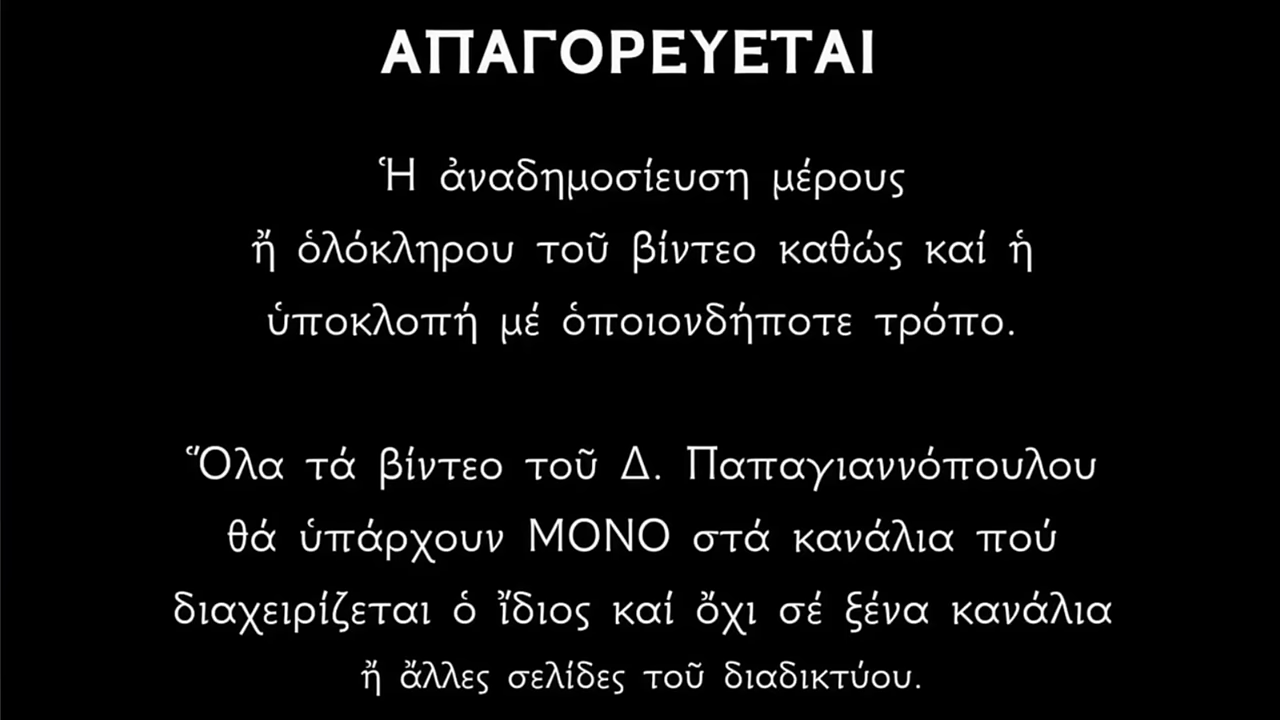 ΑΠΑΓΟΡΕΥΕΤΑΙ
Ἡ ἀναδημοσίευση μέρους
ἤ ὁλόκληρου τοῦ βίντεο καθώς καί ἡ
ὑποκλοπή μέ ὁποιονδήποτε τρόπο.
Ὅλα τά βίντεο τοῦ Δ. Παπαγιαννόπουλου
θά ὑπάρχουν ΜΟΝΟ στά κανάλια πού
διαχειρίζεται ὁ ἴδιος καί ὄχι σέ ξένα κανάλια
ἤ ἄλλες σελίδες τοῦ διαδικτύου.